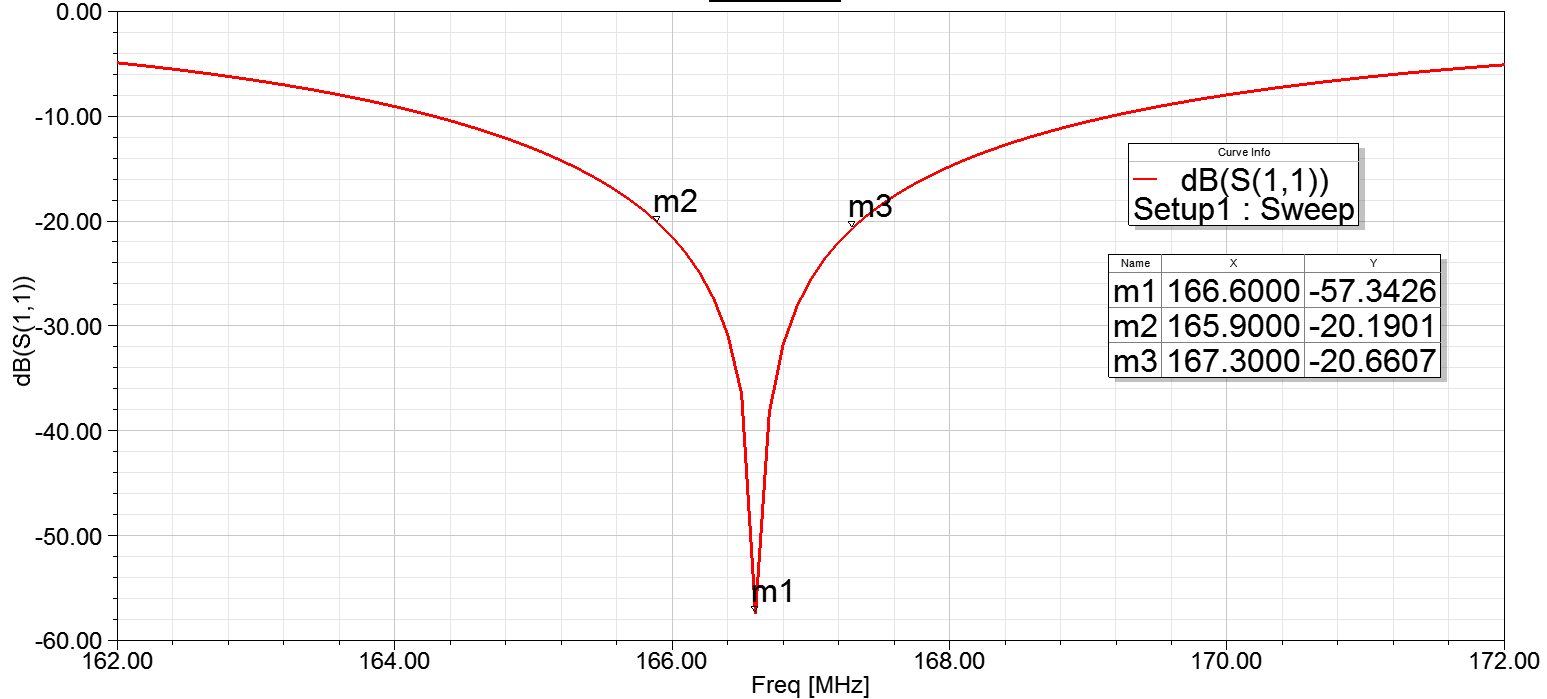 0.00
-10.00
-20.00
-30.00
-40.00
-50.00
-60.00
dB(S(1,1))
162.00 164.00 166.00 168.00 170.00 172.00
Freq [MHz]
m2
m3
m1
Curve Info
dB(S(1,1))
Setup1 : Sweep
Name X Y
m1 166.6000 -57.3426
m2 165.9000 -20.1901
m3 167.3000 -20.6607